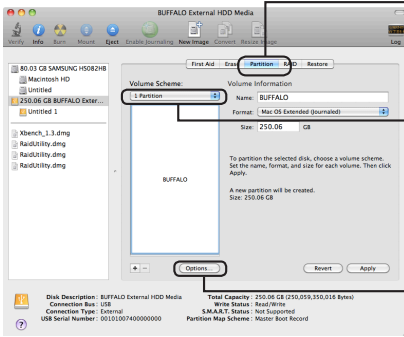 BUFFALO External HDD Media
Verify Info Burn Mount Eject Enable Journaling New Image Convert Resize Image Log
80.03 GB SAMSUNG HS082HB
Macintosh HD
Untitled
250.06 GB BUFFALO Exter...
Untitled 1
Xbench_1.3.dmg
RaidUtility.dmg
RaidUtility.dmg
RaidUtility.dmg
First Aid Erase Partition RAID Restore
Volume Scheme:
1 Partition
BUFFALO
+ - Options...
Volume Information
Name: BUFFALO
Format: Mac OS Extended (Journaled)
Size: 250.06 GB
To partition the selected disk, choose a volume scheme.
Set the name, format, and size for each volume. Then click
Apply.
A new partition will be created.
Size: 250.06 GB
Revert Apply
Disk Description : BUFFALO External HDD Media
Connection Bus : USB
Connection Type : External
USB Serial Number : 00101007400000000
Total Capacity : 250.06 GB (250,059,350,016 Bytes)
Write Status : Read/Write
S.M.A.R.T. Status : Not Supported
Partition Map Scheme : Master Boot Record
?